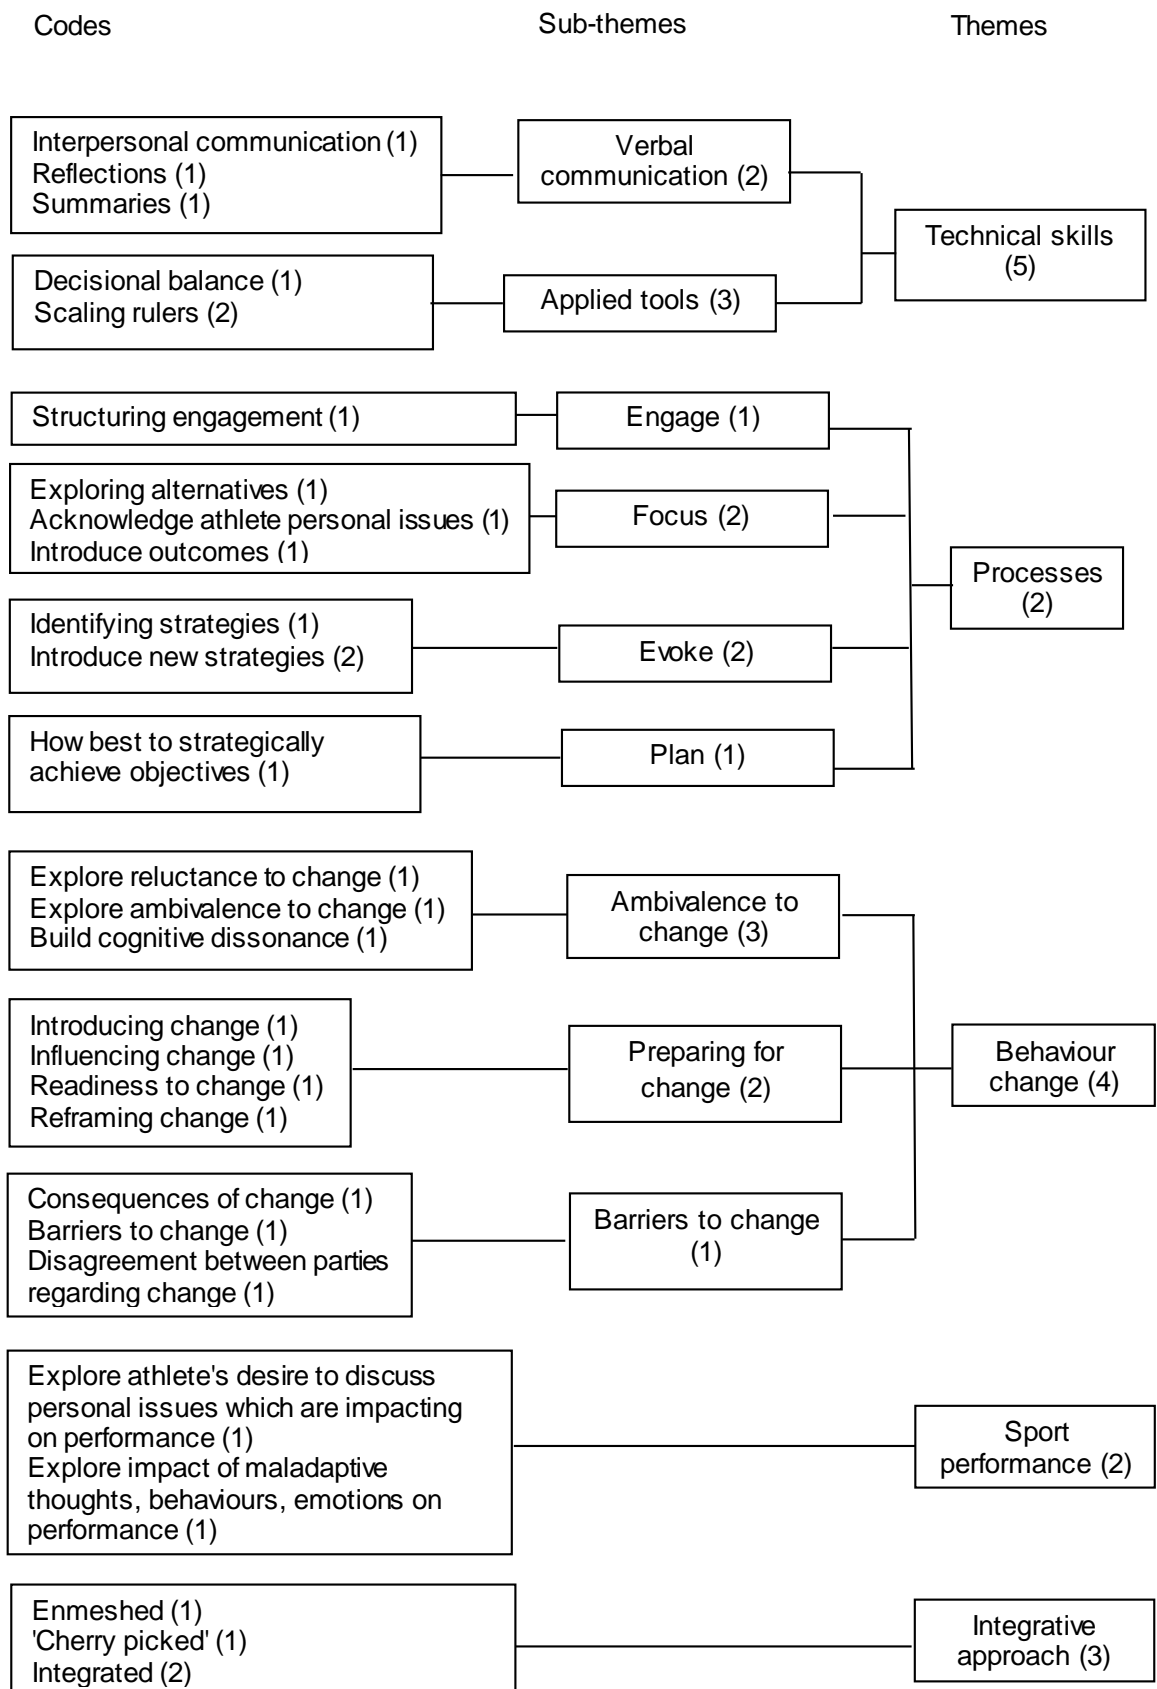 Codes
Sub-themes
Themes
Interpersonal communication (1)
Reflections (1)
Summaries (1)
Verbal
communication (2)
Technical skills
(5)
Decisional balance (1)
Scaling rulers (2)
Applied tools (3)
Structuring engagement (1)
Engage (1)
Exploring alternatives (1)
Acknowledge athlete personal issues (1)
Introduce outcomes (1)
Focus (2)
Processes
(2)
Identifying strategies (1)
Introduce new strategies (2)
Evoke (2)
How best to strategically
achieve objectives (1)
Plan (1)
Explore reluctance to change (1)
Explore ambivalence to change (1)
Build cognitive dissonance (1)
Ambivalence to
change (3)
Introducing change (1)
Influencing change (1)
Readiness to change (1)
Reframing change (1)
Preparing for
change (2)
Behaviour
change (4)
Consequences of change (1)
Barriers to change (1)
Disagreement between parties
regarding change (1)
Barriers to change
(1)
Explore athlete's desire to discuss
personal issues which are impacting
on performance (1)
Explore impact of maladaptive
thoughts, behaviours, emotions on
performance (1)
Sport
performance (2)
Enmeshed (1)
'Cherry picked' (1)
Integrated (2)
Integrative
approach (3)